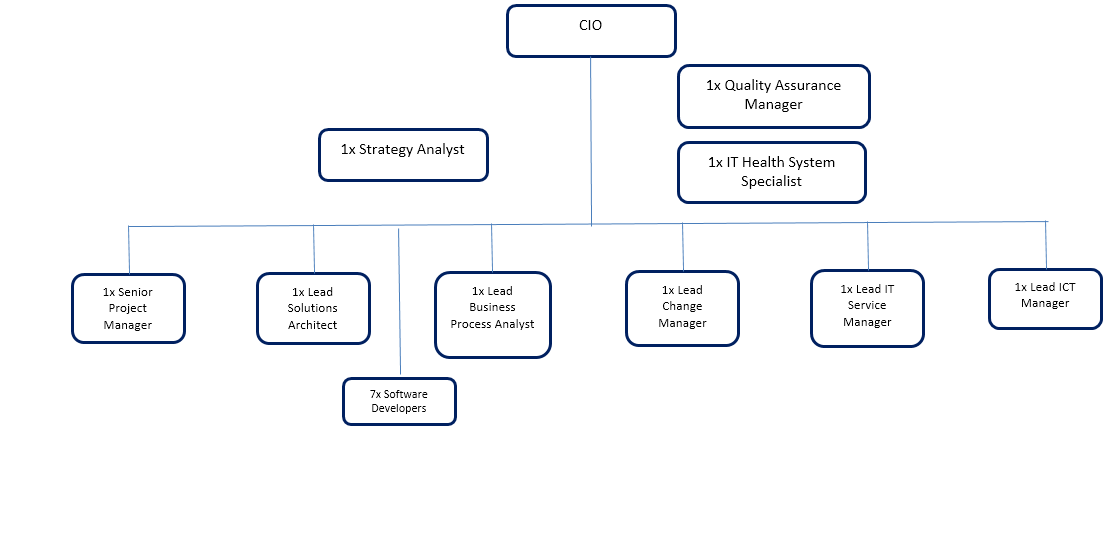 CIO
1x Quality Assurance
Manager
1x Strategy Analyst
1x IT Health System
Specialist
1x Senior
Project
Manager
1x Lead
Solutions
Architect
1x Lead
Business
Process Analyst
1x Lead
Change
Manager
1x Lead IT
Service
Manager
1x Lead ICT
Manager
7x Software
Developers